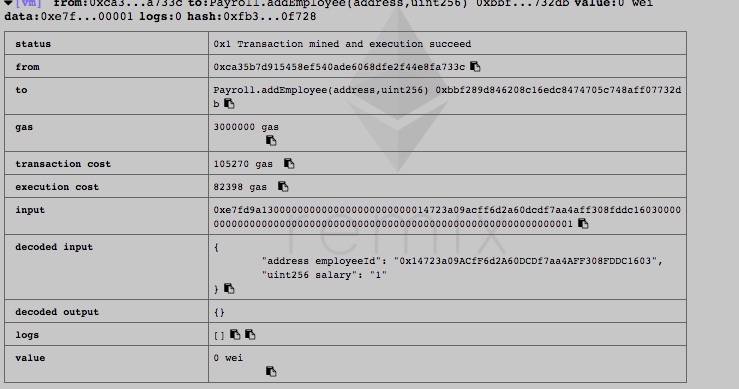 [vm] from:0xca3...a733c to:Payroll.addEmployee(address,uint256) 0xbbf...732db value:0 wei
data:0xe7f...00001 logs:0 hash:0xfb3...0f728
status 0x1 Transaction mined and execution succeed
from 0xca35b7d915458ef540ade6068dfe2f44e8fa733c
to Payroll.addEmployee(address,uint256) 0xbbf289d846208c16edc8474705c748aff07732d
b
gas 3000000 gas
transaction cost 105270 gas
execution cost 82398 gas
input 0xe7fd9a1300000000000000000000000014723a09acff6d2a60dcdf7aa4aff308fddc16030000
000000000000000000000000000000000000000000000000000000000001
decoded input {
"address employeeId": "0x14723a09ACfF6d2A60DCDf7aa4AFF308FDDC1603",
"uint256 salary": "1"
}
decoded output {}
logs []
value 0 wei
remix